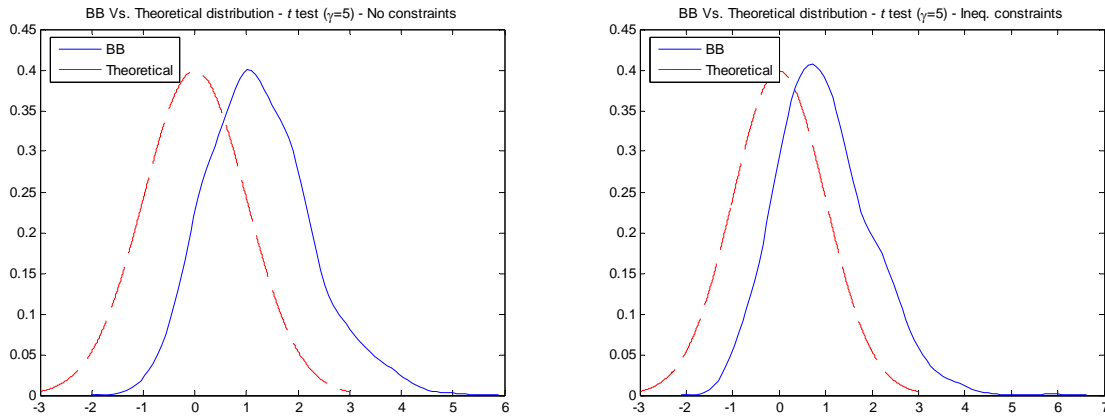 BB Vs. Theoretical distribution - t test (γ=5) - No constraints
0.45
0.4
0.35
0.3
0.25
0.2
0.15
0.1
0.05
0
-3 -2 -1 0 1 2 3 4 5 6
BB
Theoretical
BB Vs. Theoretical distribution - t test (γ=5) - Ineq. constraints
0.45
0.4
0.35
0.3
0.25
0.2
0.15
0.1
0.05
0
-3 -2 -1 0 1 2 3 4 5 6 7
BB
Theoretical